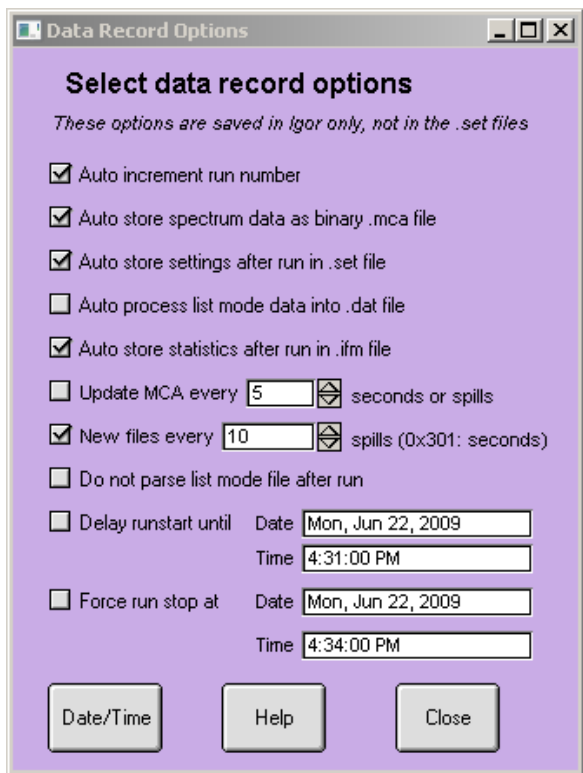 Data Record Options
Select data record options
These options are saved in Igor only, not in the .set files
Auto increment run number
Auto store spectrum data as binary .mca file
Auto store settings after run in .set file
Auto process list mode data into .dat file
Auto store statistics after run in .ifm file
Update MCA every 5 seconds or spills
New files every 10 spills (0x301: seconds)
Do not parse list mode file after run
Delay runstart until Date Mon, Jun 22, 2009
Time 4:31:00 PM
Force run stop at Date Mon, Jun 22, 2009
Time 4:34:00 PM
Date/Time Help Close